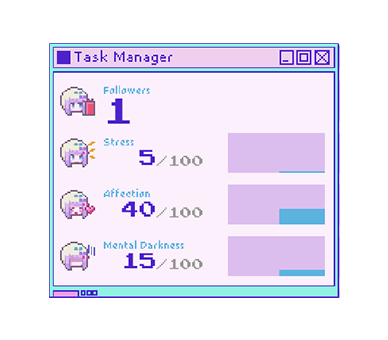 Task Manager
Followers
1
Stress
5/100
Affection
40/100
Mental Darkness
15/100